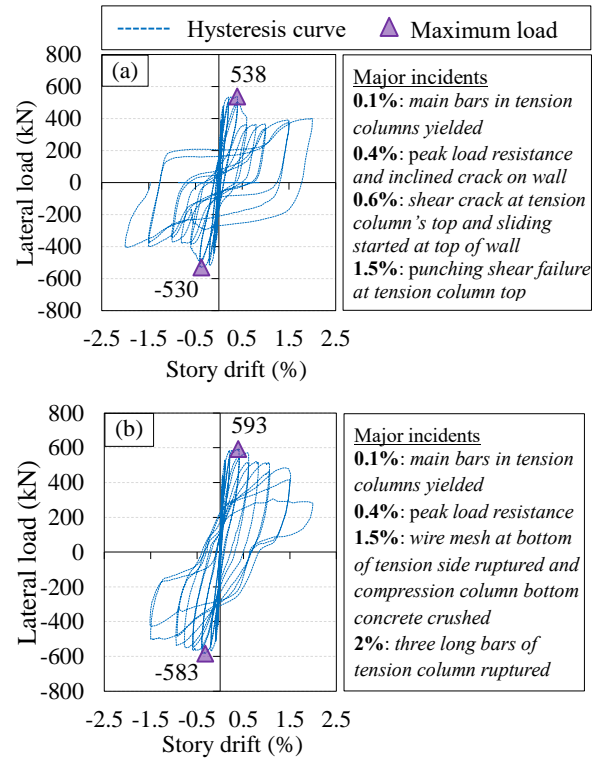 Hysteresis curve Maximum load
(a)
538
-530
800
600
400
200
0
-200
-400
-600
-800
-2.5 -1.5 -0.5 0.5 1.5 2.5
Lateral load (kN)
Story drift (%)
Major incidents
0.1%: main bars in tension
columns yielded
0.4%: peak load resistance
and inclined crack on wall
0.6%: shear crack at tension
column's top and sliding
started at top of wall
1.5%: punching shear failure
at tension column top
(b)
593
-583
800
600
400
200
0
-200
-400
-600
-800
-2.5 -1.5 -0.5 0.5 1.5 2.5
Lateral load (kN)
Story drift (%)
Major incidents
0.1%: main bars in tension
columns yielded
0.4%: peak load resistance
1.5%: wire mesh at bottom
of tension side ruptured and
compression column bottom
concrete crushed
2%: three long bars of
tension column ruptured